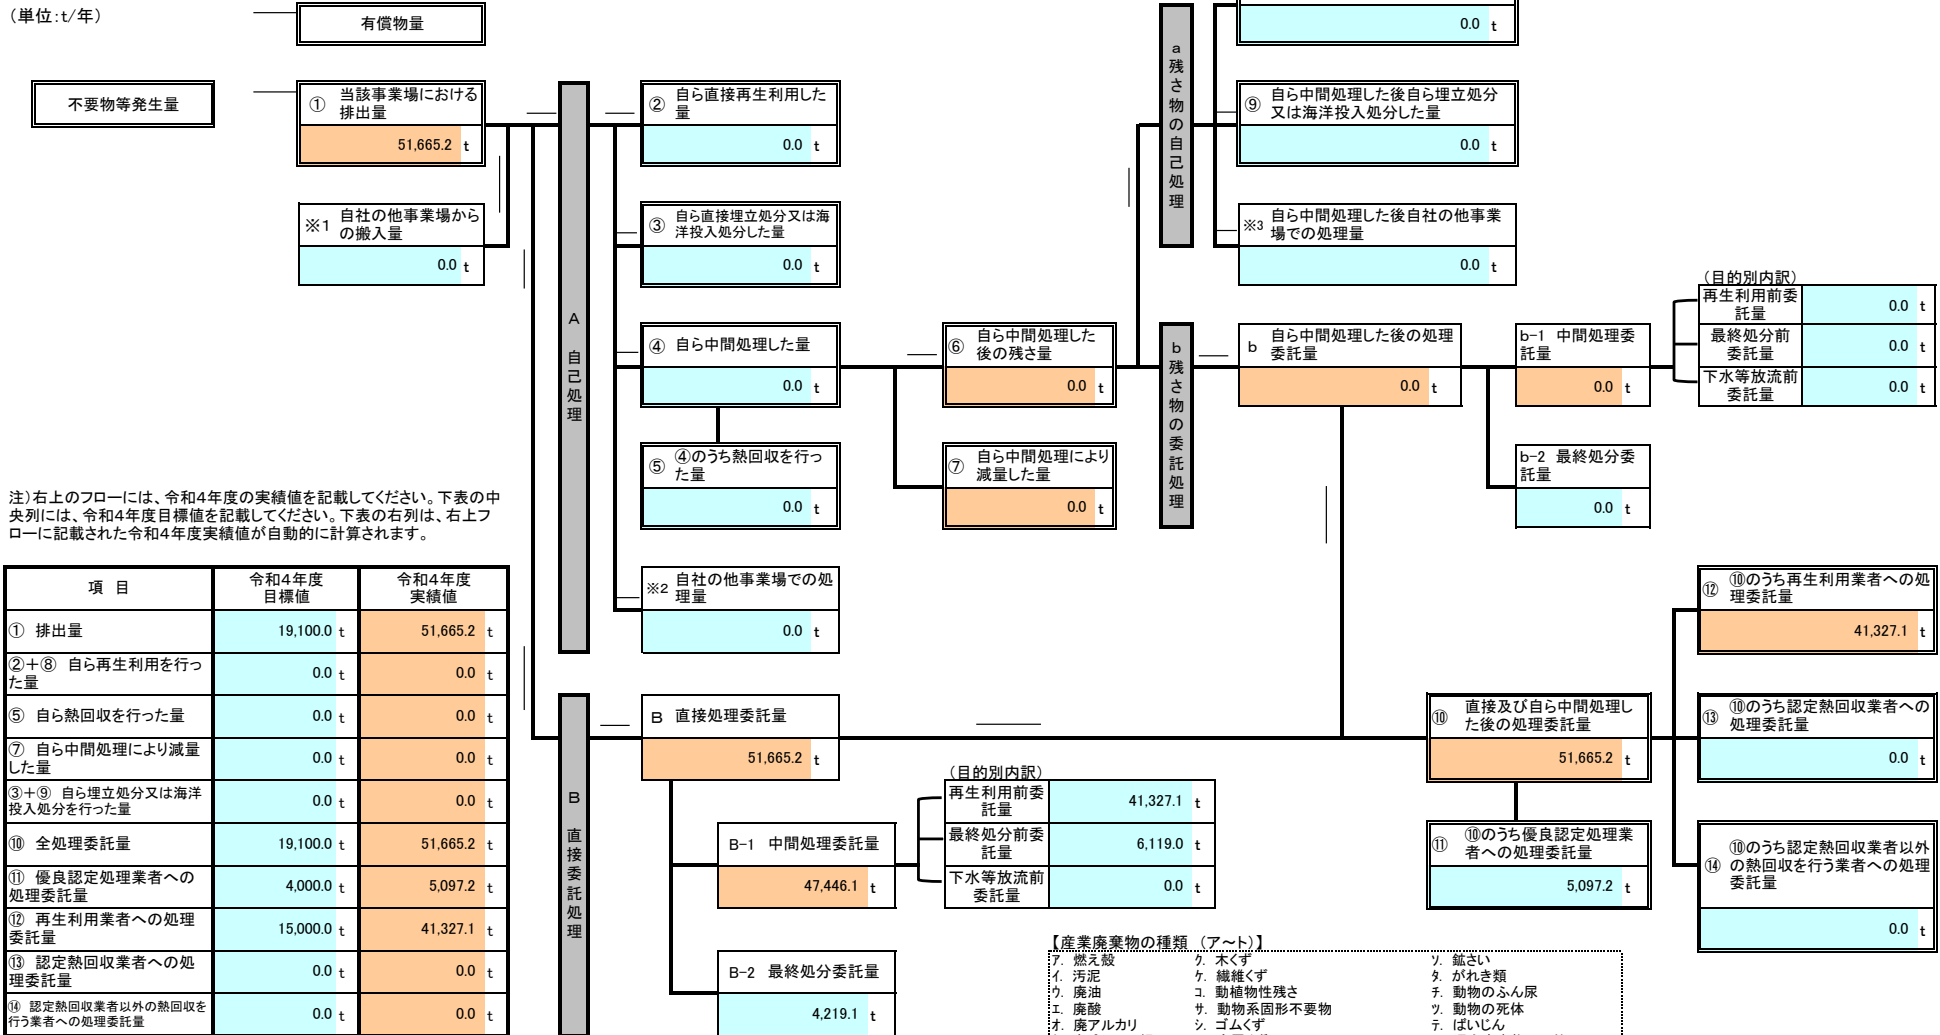 (単位:t/年)
有償物量
0.0 t
不要物等発生量
① 当該事業場における
排出量
51,665.2 t
② 自ら直接再生利用した
量
0.0 t
a 残さ物の自己処理
⑨ 自ら中間処理した後自ら埋立処分
又は海洋投入処分した量
0.0 t
※1 自社の他事業場から
の搬入量
0.0 t
③ 自ら直接埋立処分又は海
洋投入処分した量
0.0 t
※3 自ら中間処理した後自社の他事業
場での処理量
0.0 t
A 自己処理
④ 自ら中間処理した量
0.0 t
⑥ 自ら中間処理した
後の残さ量
0.0 t
b 残さ物の委託処理
b 自ら中間処理した後の処理
委託量
0.0 t
b-1 中間処理委
託量
0.0 t
(目的別内訳)
再生利用前委
託量
0.0 t
最終処分前
委託量
0.0 t
下水等放流前
委託量
0.0 t
⑤ ④のうち熱回収を行っ
た量
0.0 t
⑦ 自ら中間処理により
減量した量
0.0 t
b-2 最終処分委
託量
0.0 t
注)右上のフローには、令和4年度の実績値を記載してください。下表の中
央列には、令和4年度目標値を記載してください。下表の右列は、右上フ
ローに記載された令和4年度実績値が自動的に計算されます。
※2 自社の他事業場での処
理量
0.0 t
項 目 令和4年度
目標値 令和4年度
実績値
① 排出量 19,100.0 t 51,665.2 t
②+⑧ 自ら再生利用を行っ
た量 0.0 t 0.0 t
⑤ 自ら熱回収を行った量 0.0 t 0.0 t
⑦ 自ら中間処理により減量
した量 0.0 t 0.0 t
③+⑨ 自ら埋立処分又は海洋
投入処分を行った量 0.0 t 0.0 t
⑩ 全処理委託量 19,100.0 t 51,665.2 t
⑪ 優良認定処理業者への
処理委託量 4,000.0 t 5,097.2 t
⑫ 再生利用業者への処理
委託量 15,000.0 t 41,327.1 t
⑬ 認定熱回収業者への処
理委託量 0.0 t 0.0 t
⑭ 認定熱回収業者以外の熱回収を
行う業者への処理委託量 0.0 t 0.0 t
B 直接委託処理
B 直接処理委託量
51,665.2 t
B-1 中間処理委託量
47,446.1 t
(目的別内訳)
再生利用前委
託量
41,327.1 t
最終処分前委
託量
6,119.0 t
下水等放流前
委託量
0.0 t
B-2 最終処分委託量
4,219.1 t
⑩ 直接及び自ら中間処理し
た後の処理委託量
51,665.2 t
⑪ ⑩のうち優良認定処理業
者への処理委託量
5,097.2 t
⑫ ⑩のうち再生利用業者への処
理委託量
41,327.1 t
⑬ ⑩のうち認定熱回収業者への
処理委託量
0.0 t
⑭ ⑩のうち認定熱回収業者以外
の熱回収を行う業者への処理
委託量
0.0 t
【産業廃棄物の種類 (ア～ト)】
ア. 燃え殻 ク. 木くず ソ. 鉱さい
イ. 汚泥 ケ. 繊維くず タ. がれき類
ウ. 廃油 コ. 動植物性残さ チ. 動物のふん尿
エ. 廃酸 サ. 動物系固形不要物 ツ. 動物の死体
オ. 廃アルカリ シ. ゴムくず テ. ばいじん